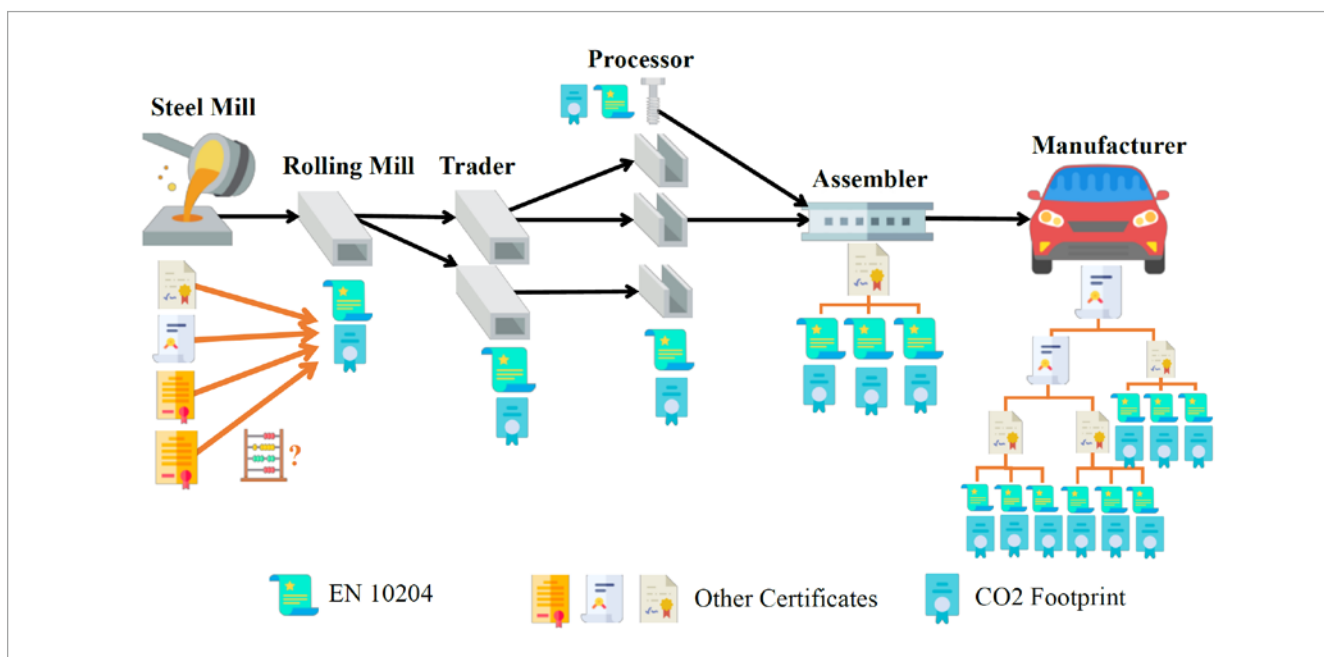 Processor
Steel Mill
Rolling Mill
Trader
Assembler
Manufacturer
?
EN 10204
Other Certificates
CO2 Footprint